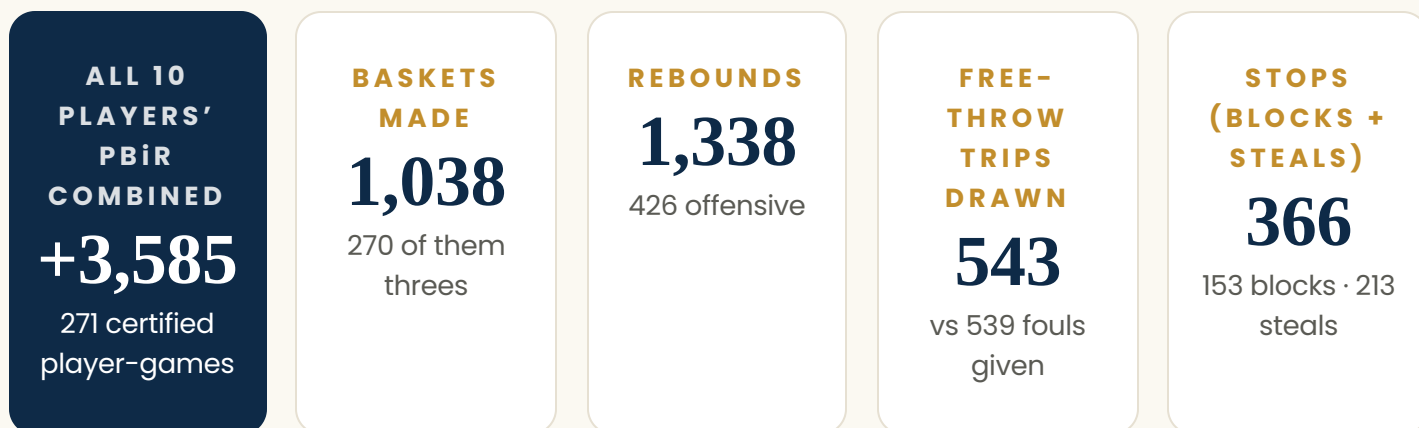 ALL 10
PLAYERS’
PBiR
COMBINED
+3,585
271 certified
player-games
BASKETS
MADE
1,038
270 of them
threes
REBOUNDS
1,338
426 offensive
FREE-
THROW
TRIPS
DRAWN
543
vs 539 fouls
given
STOPS
(BLOCKS +
STEALS)
366
153 blocks · 213
steals